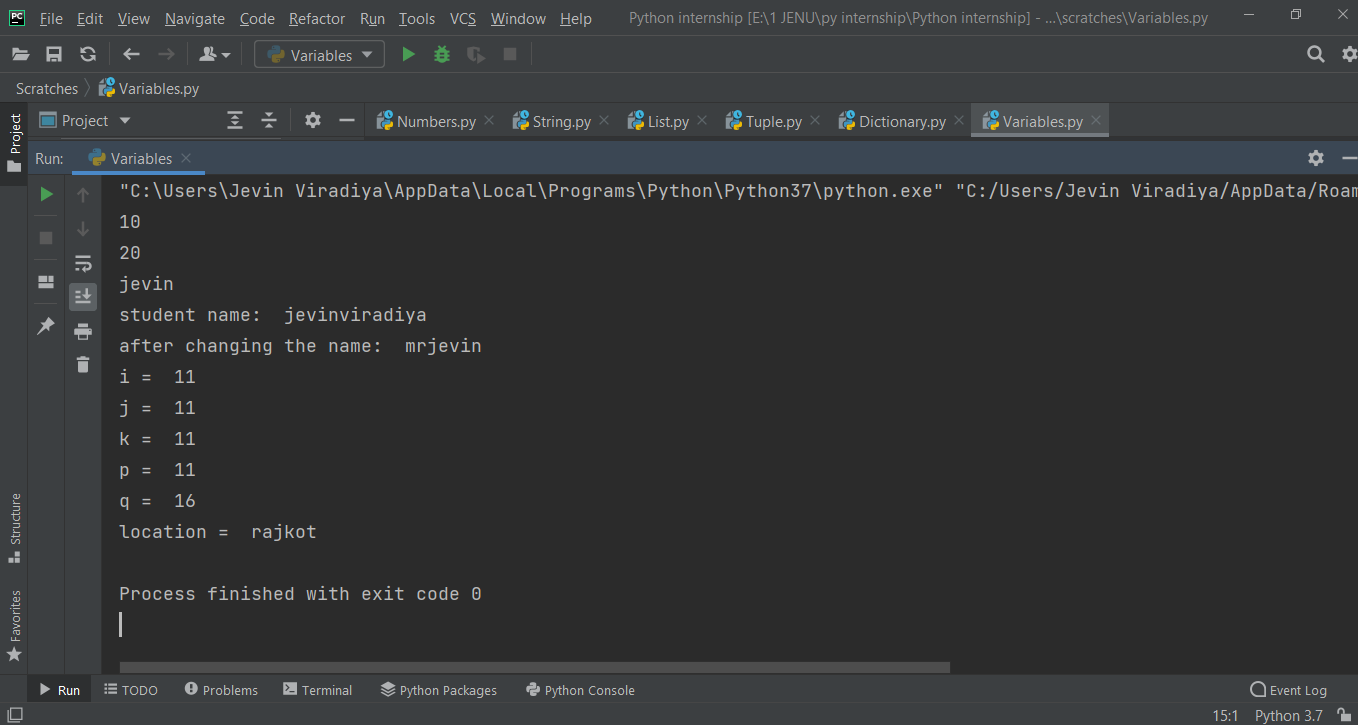 PC File Edit View Navigate Code Refactor Run Tools VCS Window Help Python internship [E:\1 JENU\py internship\Python internship] - ...\scratches\Variables.py
Variables
Scratches Variables.py
Project Project Numbers.py String.py List.py Tuple.py Dictionary.py Variables.py
Run: Variables
"C:\Users\Jevin Viradiya\AppData\Local\Programs\Python\Python37\python.exe" "C:/Users/Jevin Viradiya/AppData/Roam
10
20
jevin
student name:  jevinviradiya
after changing the name:  mrjevin
i =  11
j =  11
k =  11
p =  11
q =  16
location =  rajkot
Process finished with exit code 0
Structure
Favorites
Run TODO Problems Terminal Python Packages Python Console Event Log
15:1 Python 3.7